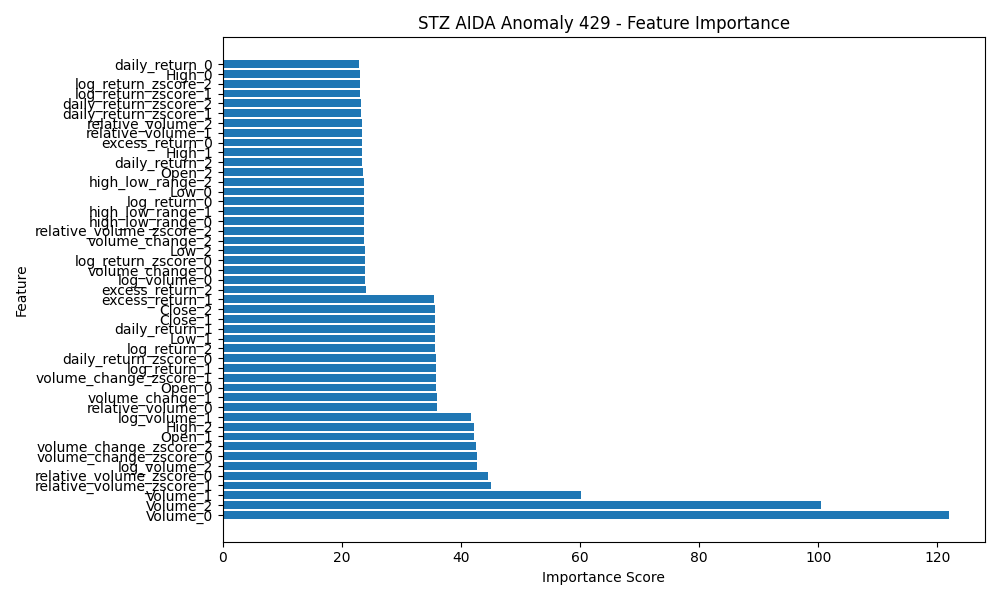 STZ AIDA Anomaly 429 - Feature Importance
daily_return_0
High_0
log_return_zscore_2
log_return_zscore_1
daily_return_zscore_2
daily_return_zscore_1
relative_volume_2
relative_volume_1
excess_return_0
High_1
daily_return_2
Open_2
high_low_range_2
Low_0
log_return_0
high_low_range_1
high_low_range_0
relative_volume_zscore_2
volume_change_2
Low_2
log_return_zscore_0
volume_change_0
log_volume_0
excess_return_2
excess_return_1
Close_2
Close_1
daily_return_1
Low_1
log_return_2
daily_return_zscore_0
log_return_1
volume_change_zscore_1
Open_0
volume_change_1
relative_volume_0
log_volume_1
High_2
Open_1
volume_change_zscore_2
volume_change_zscore_0
log_volume_2
relative_volume_zscore_0
relative_volume_zscore_1
Volume_1
Volume_2
Volume_0
Feature
0 20 40 60 80 100 120
Importance Score